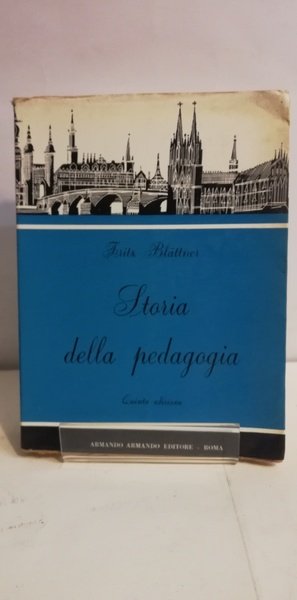 Fritz Blättner
Storia
della pedagogia
Quinta edizione
ARMANDO ARMANDO EDITORE - ROMA